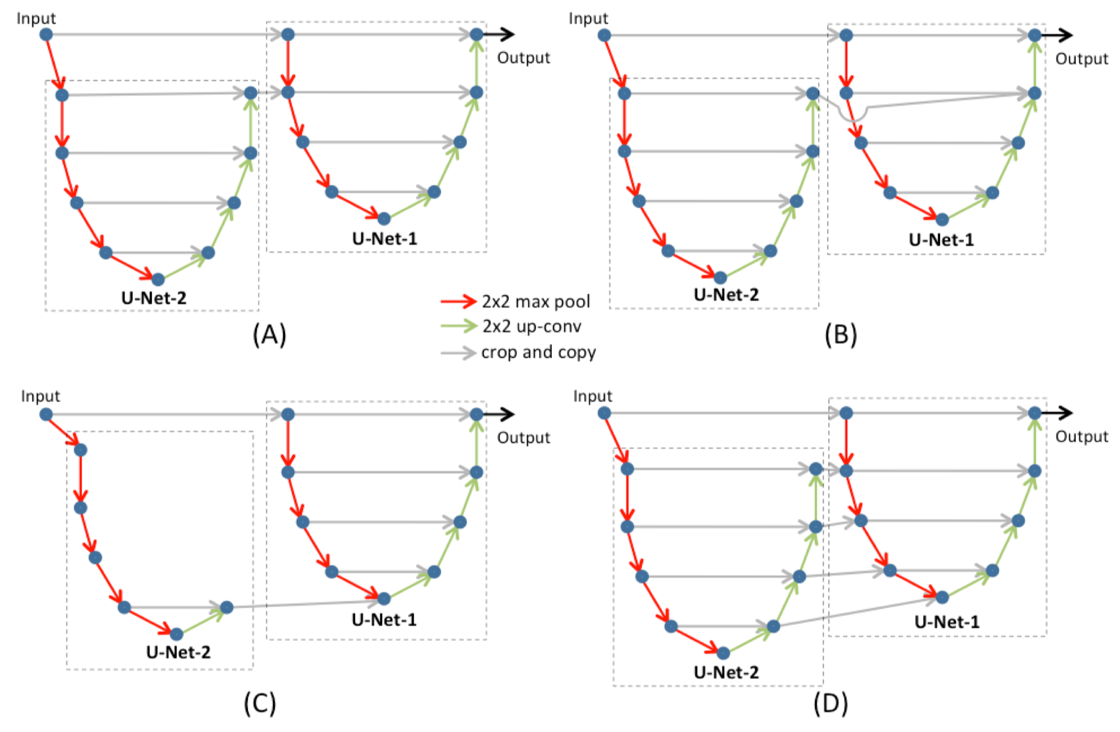 Input
Output
U-Net-1
U-Net-2
(A)
Input
Output
U-Net-1
U-Net-2
(B)
2x2 max pool
2x2 up-conv
crop and copy
Input
Output
U-Net-1
U-Net-2
(C)
Input
Output
U-Net-1
U-Net-2
(D)